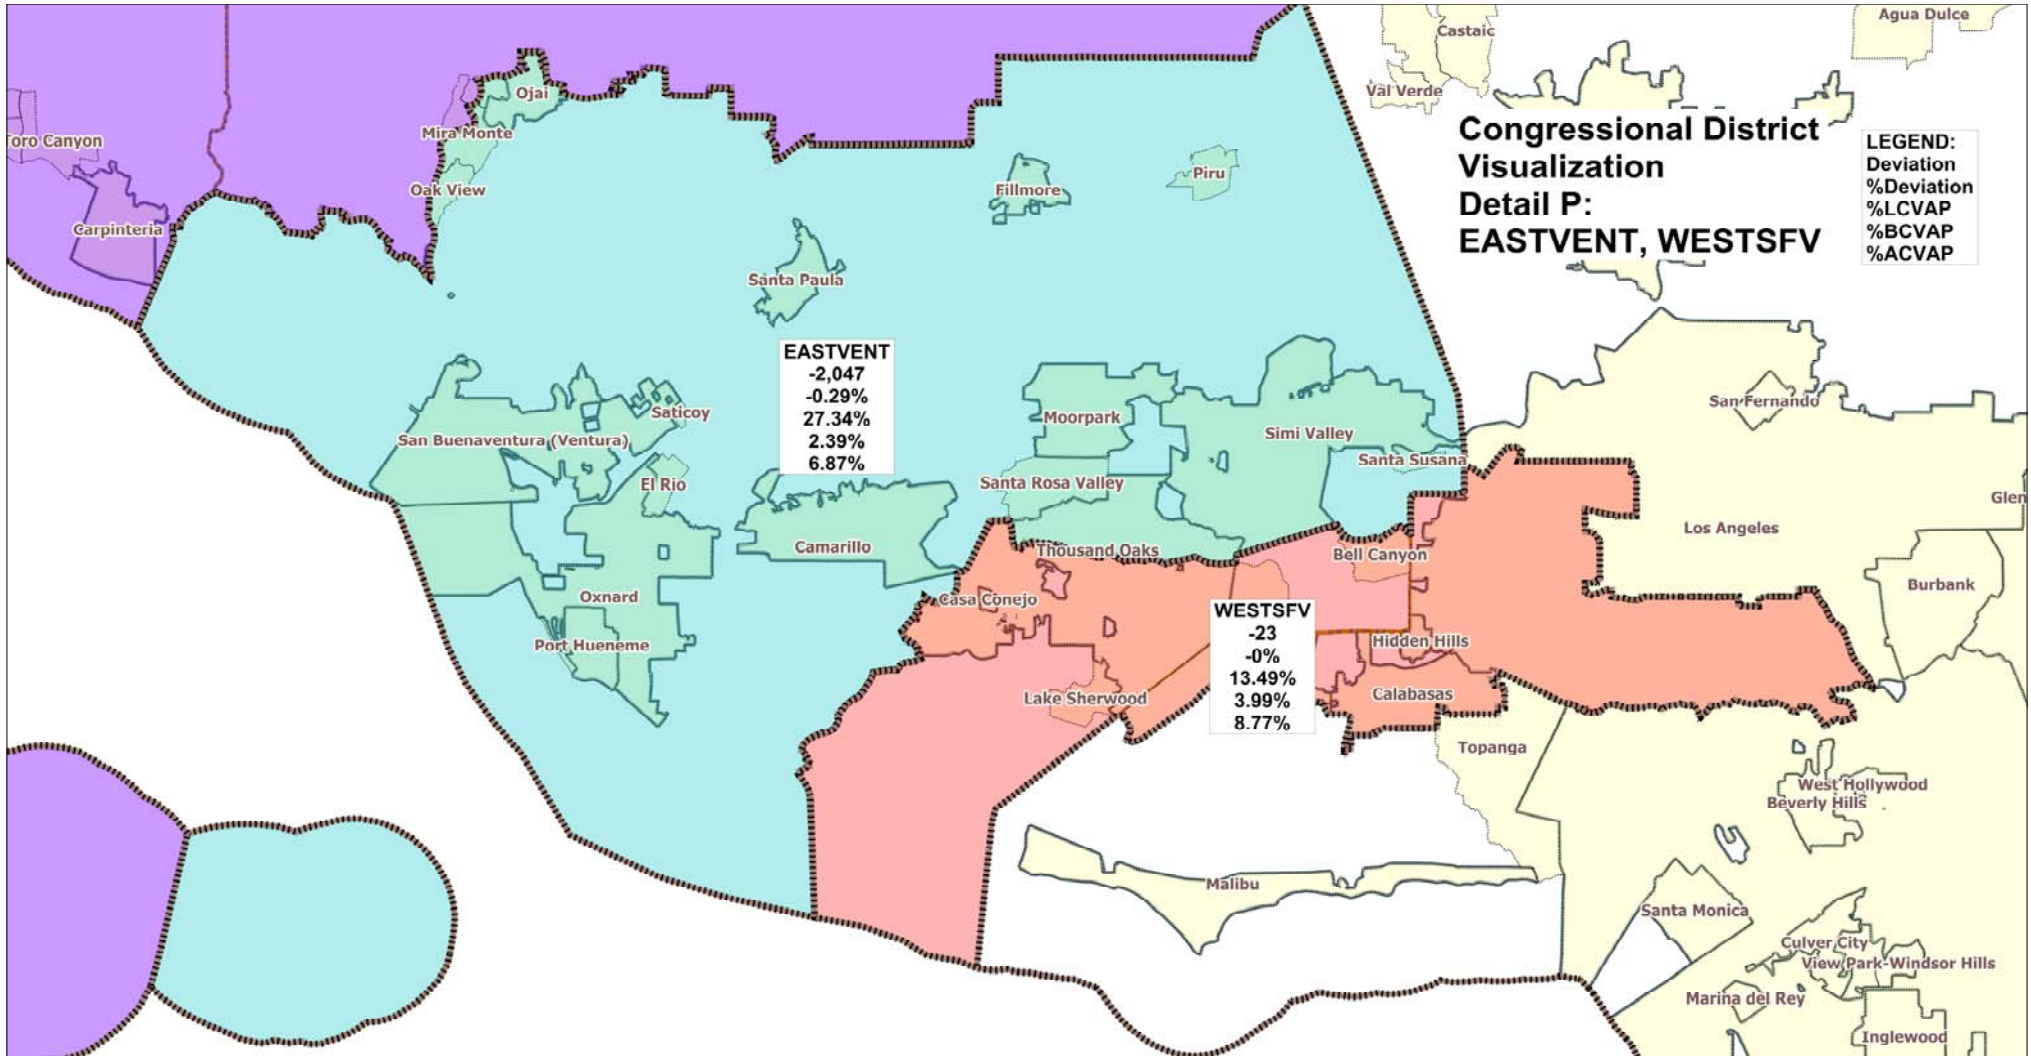 Agua Dulce
Castaic
Val Verde
Ojai
Mira Monte
Toro Canyon
Oak View
Carpinteria
Fillmore
Piru
Santa Paula
Congressional District
Visualization
Detail P:
EASTVENT, WESTSFV
LEGEND:
Deviation
%Deviation
%LCVAP
%BCVAP
%ACVAP
EASTVENT
-2,047
-0.29%
27.34%
2.39%
6.87%
San Buenaventura (Ventura)
Saticoy
El Rio
Moorpark
Simi Valley
Santa Susana
Santa Rosa Valley
San Fernando
Glen
Los Angeles
Camarillo
Thousand Oaks
Bell Canyon
Burbank
Oxnard
Casa Conejo
Port Hueneme
WESTSFV
-23
-0%
13.49%
3.99%
8.77%
Hidden Hills
Lake Sherwood
Calabasas
Topanga
West Hollywood
Beverly Hills
Malibu
Santa Monica
Culver City
View Park-Windsor Hills
Marina del Rey
Inglewood